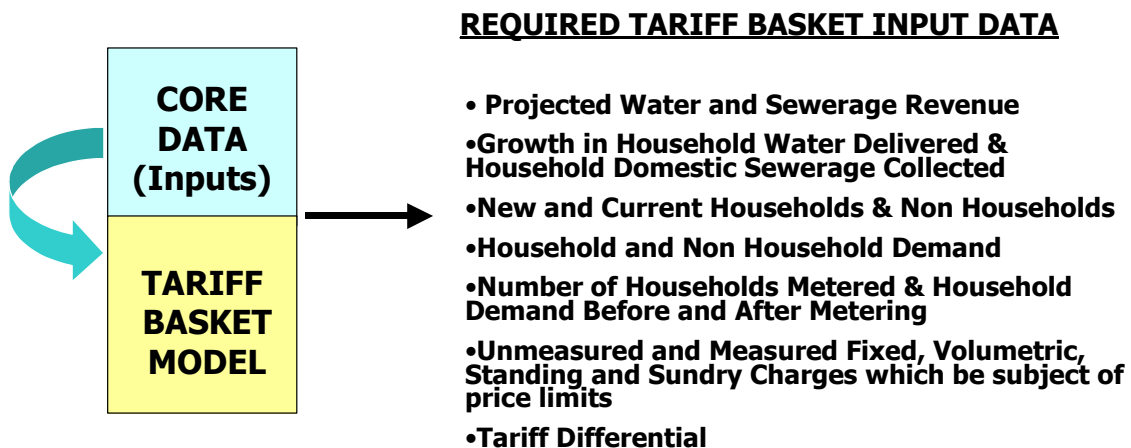 REQUIRED TARIFF BASKET INPUT DATA
CORE
DATA
(Inputs)
TARIFF
BASKET
MODEL
• Projected Water and Sewerage Revenue
•Growth in Household Water Delivered &
Household Domestic Sewerage Collected
•New and Current Households & Non Households
•Household and Non Household Demand
•Number of Households Metered & Household
Demand Before and After Metering
•Unmeasured and Measured Fixed, Volumetric,
Standing and Sundry Charges which be subject of
price limits
•Tariff Differential